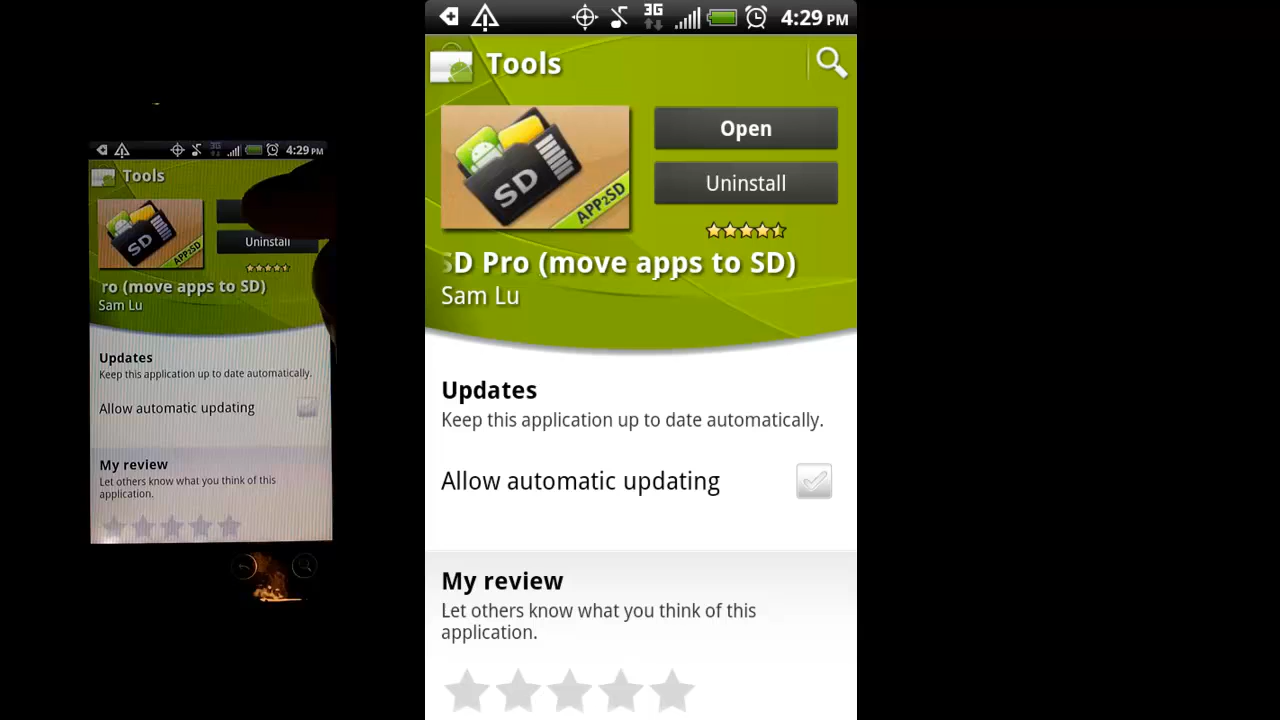 4:29 PM
Tools
Uninstall
SD
APP2SD
ro (move apps to SD)
Sam Lu
Updates
Keep this application up to date automatically.
Allow automatic updating
My review
Let others know what you think of this
application.
3G
4:29 PM
Tools
Open
Uninstall
SD
APP2SD
SD Pro (move apps to SD)
Sam Lu
Updates
Keep this application up to date automatically.
Allow automatic updating
My review
Let others know what you think of this
application.